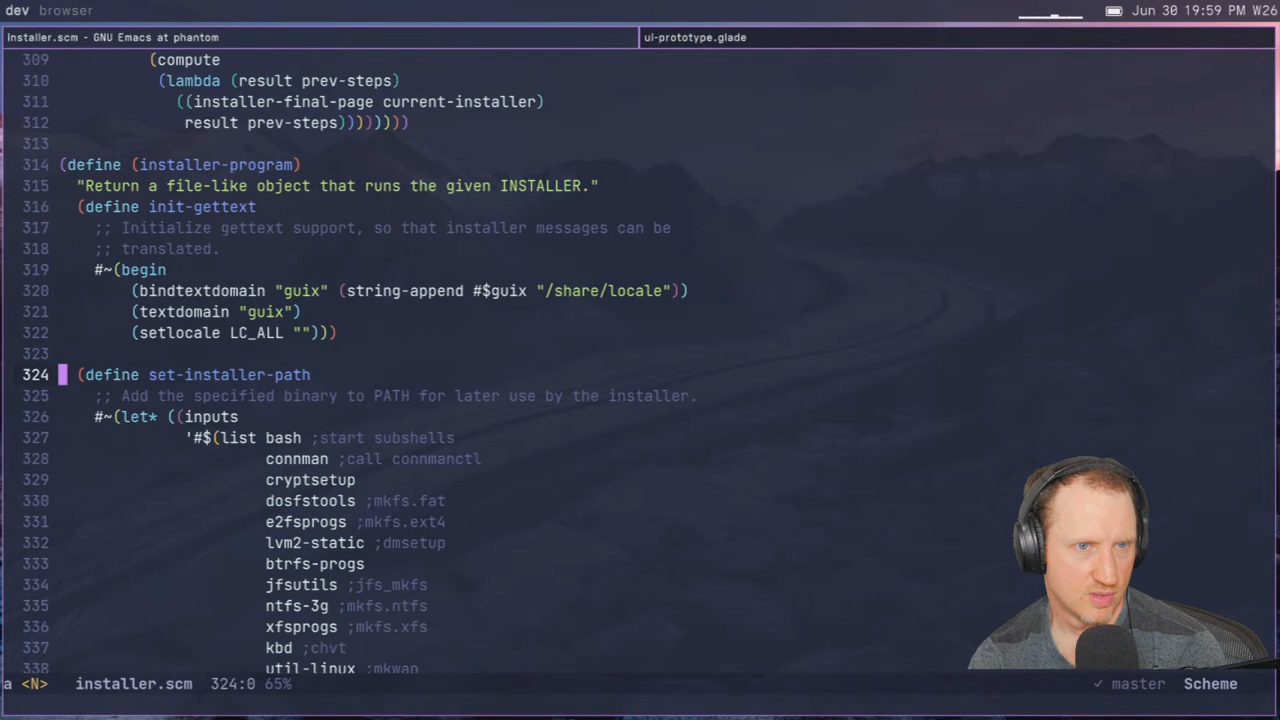 dev browser
Jun 30 19:59 PM W26
installer.scm - GNU Emacs at phantom
ui-prototype.glade
309 (compute
310 (lambda (result prev-steps)
311 ((installer-final-page current-installer)
312 result prev-steps))))))))
313
314 (define (installer-program)
315 "Return a file-like object that runs the given INSTALLER."
316 (define init-gettext
317 ;; Initialize gettext support, so that installer messages can be
318 ;; translated.
319 #~(begin
320 (bindtextdomain "guix" (string-append #$guix "/share/locale"))
321 (textdomain "guix")
322 (setlocale LC_ALL "")))
323
324 (define set-installer-path
325 ;; Add the specified binary to PATH for later use by the installer.
326 #~(let* ((inputs
327 '#$(list bash ;start subshells
328 connman ;call connmanctl
329 cryptsetup
330 dosfstools ;mkfs.fat
331 e2fsprogs ;mkfs.ext4
332 lvm2-static ;dmsetup
333 btrfs-progs
334 jfsutils ;jfs_mkfs
335 ntfs-3g ;mkfs.ntfs
336 xfsprogs ;mkfs.xfs
337 kbd ;chvt
338 util-linux ;mkwap
a <N> installer.scm 324:0 65%
✓ master Scheme